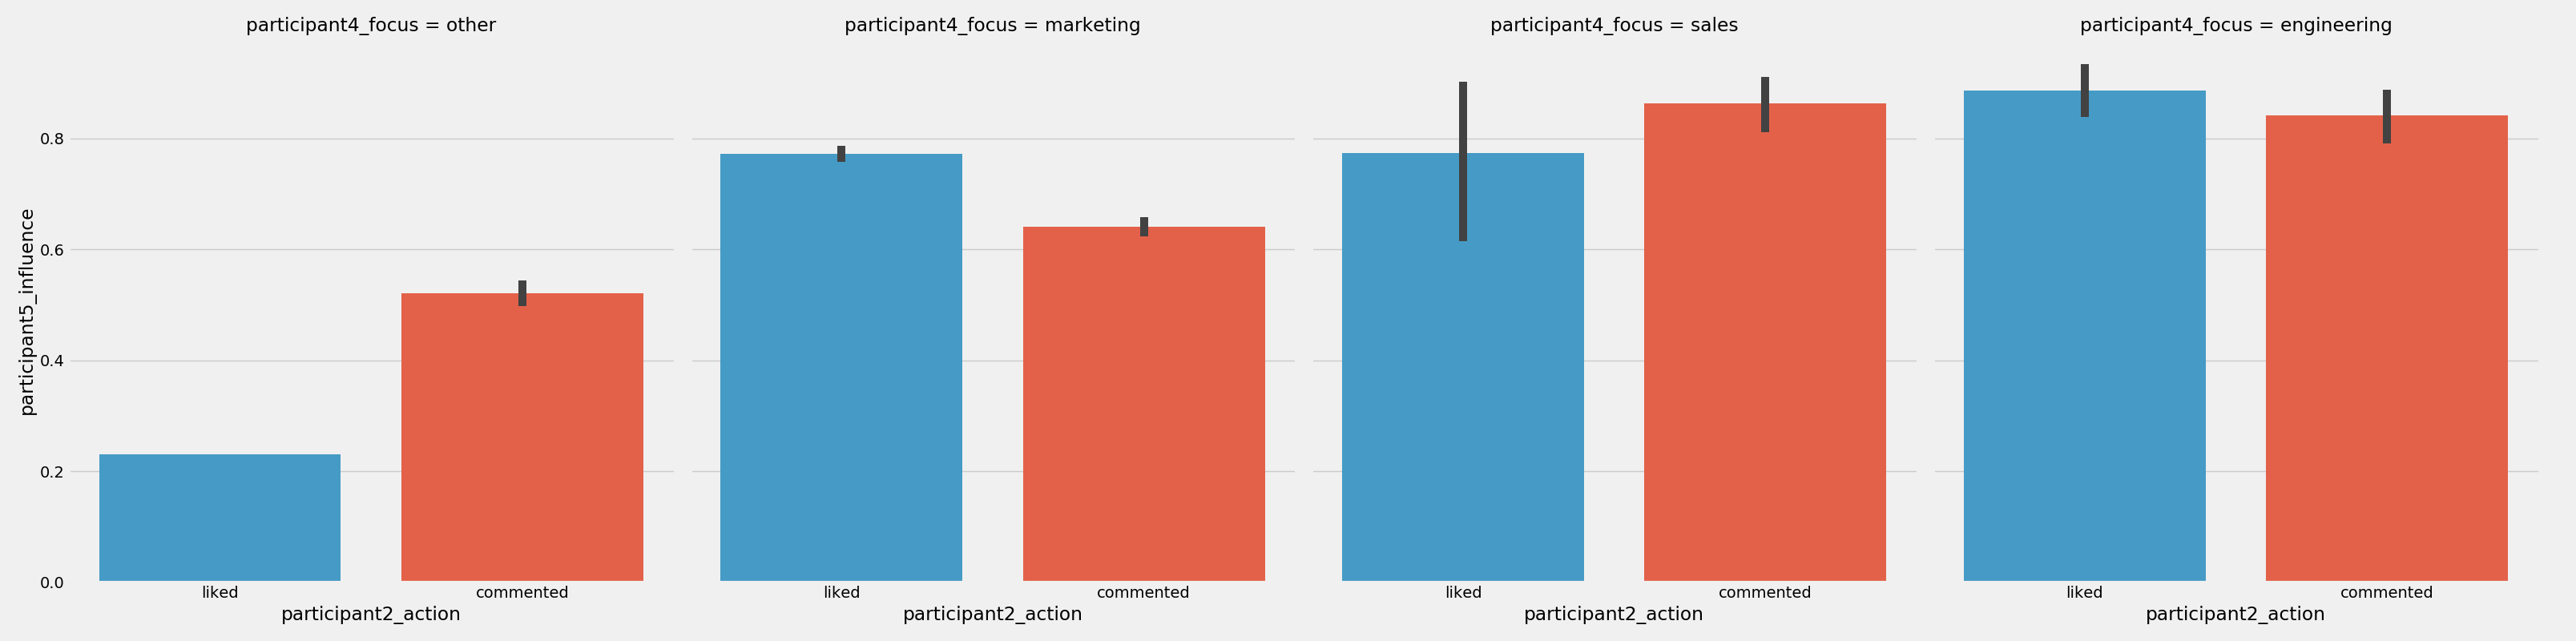 participant4_focus = other
participant4_focus = marketing
participant4_focus = sales
participant4_focus = engineering
participant5_influence
0.8
0.6
0.4
0.2
0.0
liked
commented
liked
commented
liked
commented
liked
commented
participant2_action
participant2_action
participant2_action
participant2_action